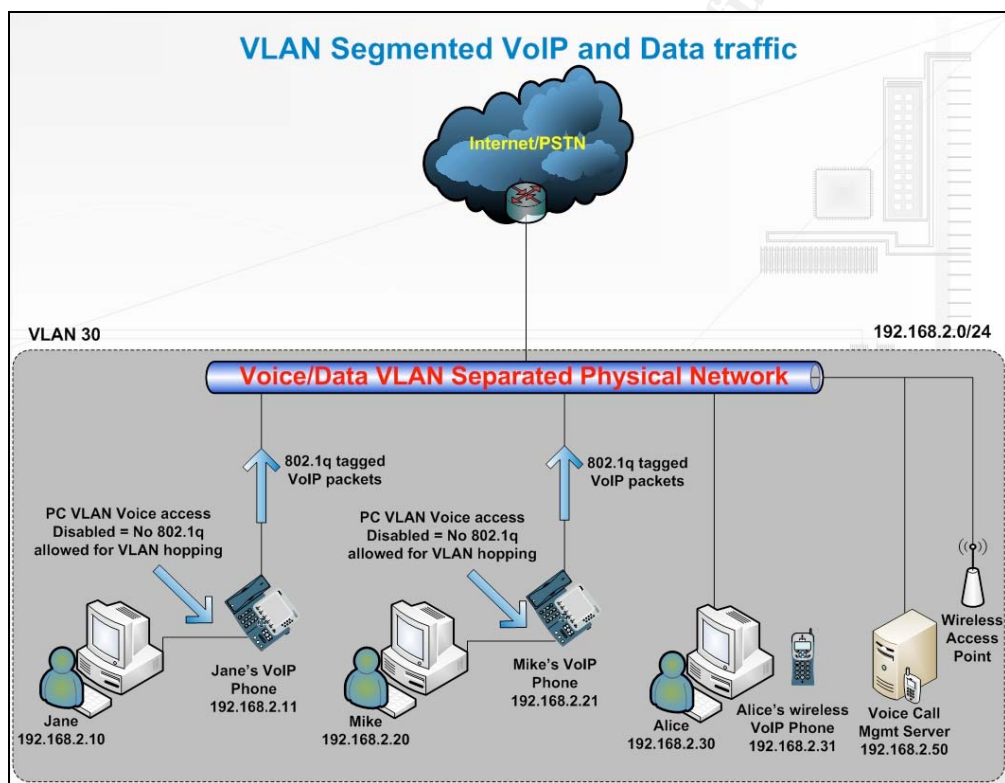 VLAN Segmented VoIP and Data traffic
Internet/PSTN
VLAN 30
192.168.2.0/24
Voice/Data VLAN Separated Physical Network
802.1q tagged
VoIP packets
802.1q tagged
VoIP packets
PC VLAN Voice access
Disabled = No 802.1q
allowed for VLAN hopping
PC VLAN Voice access
Disabled = No 802.1q
allowed for VLAN hopping
Jane
192.168.2.10
Jane's VoIP
Phone
192.168.2.11
Mike
192.168.2.20
Mike's VoIP
Phone
192.168.2.21
Alice
192.168.2.30
Alice's wireless
VoIP Phone
192.168.2.31
Voice Call
Mgmt Server
192.168.2.50
Wireless
Access
Point